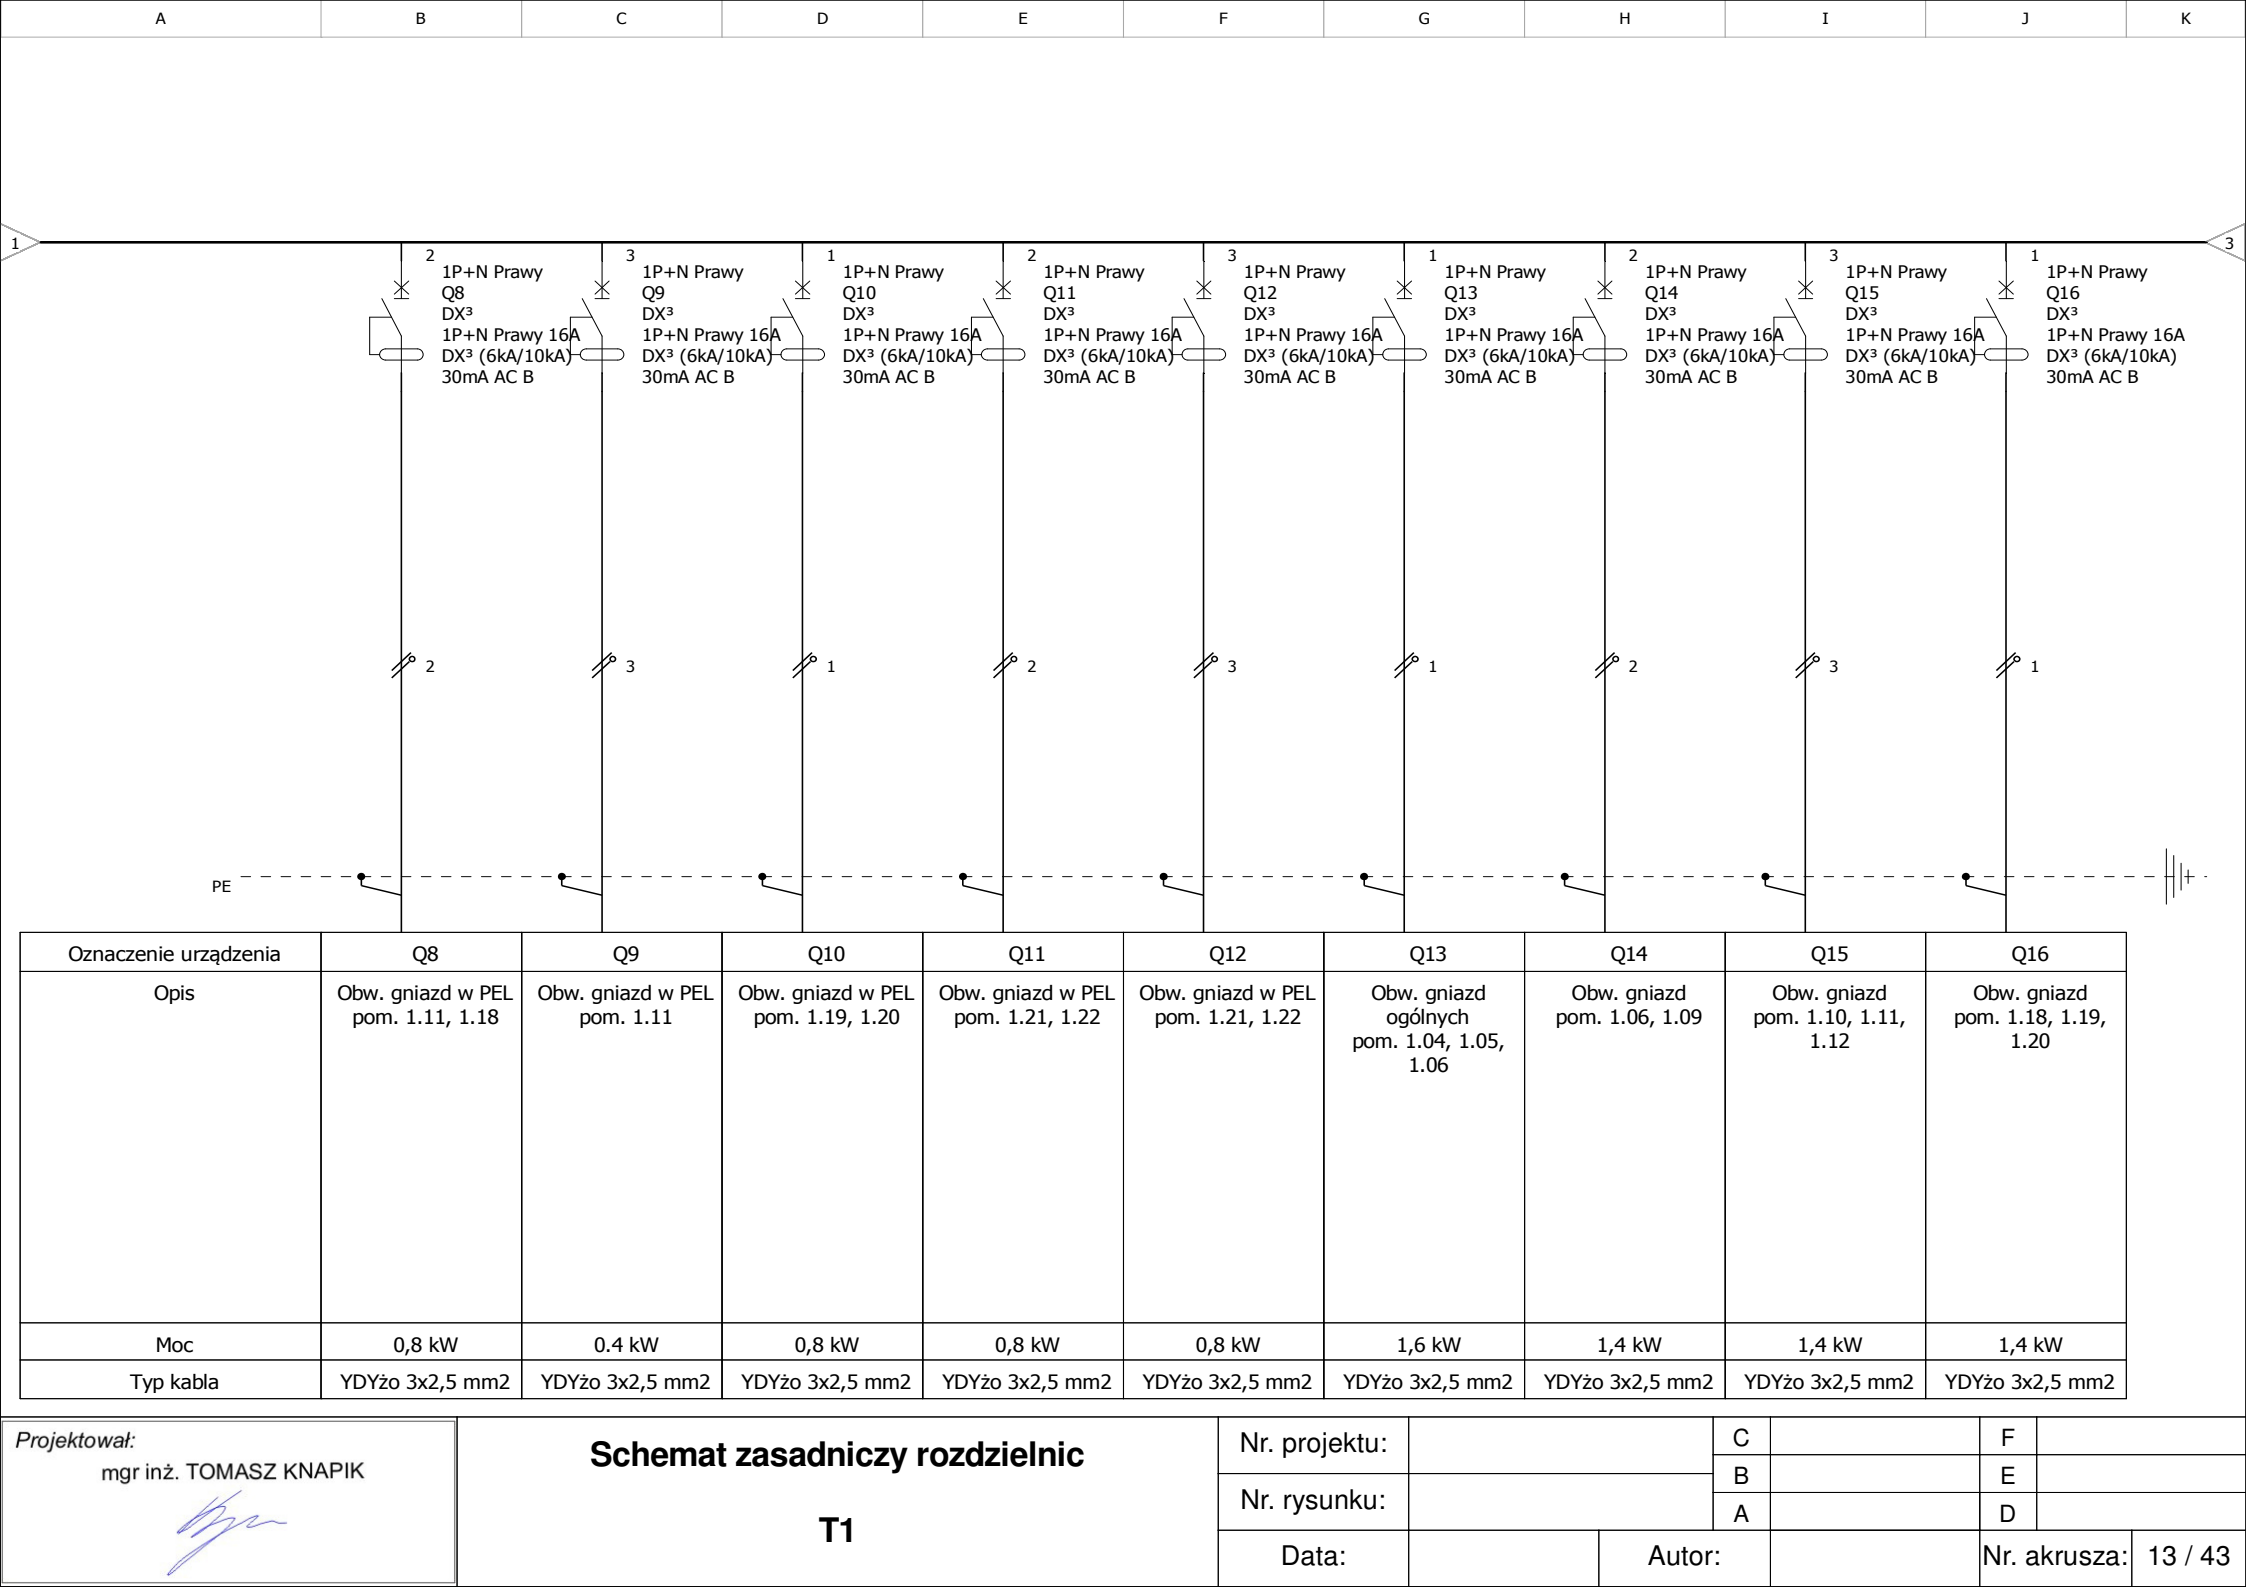 A B C D E F G H I J K
1
3
2
1P+N Prawy
Q8
DX³
1P+N Prawy 16A
DX³ (6kA/10kA)
30mA AC B
3
1P+N Prawy
Q9
DX³
1P+N Prawy 16A
DX³ (6kA/10kA)
30mA AC B
1
1P+N Prawy
Q10
DX³
1P+N Prawy 16A
DX³ (6kA/10kA)
30mA AC B
2
1P+N Prawy
Q11
DX³
1P+N Prawy 16A
DX³ (6kA/10kA)
30mA AC B
3
1P+N Prawy
Q12
DX³
1P+N Prawy 16A
DX³ (6kA/10kA)
30mA AC B
1
1P+N Prawy
Q13
DX³
1P+N Prawy 16A
DX³ (6kA/10kA)
30mA AC B
2
1P+N Prawy
Q14
DX³
1P+N Prawy 16A
DX³ (6kA/10kA)
30mA AC B
3
1P+N Prawy
Q15
DX³
1P+N Prawy 16A
DX³ (6kA/10kA)
30mA AC B
1
1P+N Prawy
Q16
DX³
1P+N Prawy 16A
DX³ (6kA/10kA)
30mA AC B
2 3 1 2 3 1 2 3 1
PE
Oznaczenie urządzenia Q8 Q9 Q10 Q11 Q12 Q13 Q14 Q15 Q16
Opis
Obw. gniazd w PEL
pom. 1.11, 1.18
Obw. gniazd w PEL
pom. 1.11
Obw. gniazd w PEL
pom. 1.19, 1.20
Obw. gniazd w PEL
pom. 1.21, 1.22
Obw. gniazd w PEL
pom. 1.21, 1.22
Obw. gniazd
ogólnych
pom. 1.04, 1.05,
1.06
Obw. gniazd
pom. 1.06, 1.09
Obw. gniazd
pom. 1.10, 1.11,
1.12
Obw. gniazd
pom. 1.18, 1.19,
1.20
Moc 0,8 kW 0.4 kW 0,8 kW 0,8 kW 0,8 kW 1,6 kW 1,4 kW 1,4 kW 1,4 kW
Typ kabla YDYżo 3x2,5 mm2 YDYżo 3x2,5 mm2 YDYżo 3x2,5 mm2 YDYżo 3x2,5 mm2 YDYżo 3x2,5 mm2 YDYżo 3x2,5 mm2 YDYżo 3x2,5 mm2 YDYżo 3x2,5 mm2 YDYżo 3x2,5 mm2
Projektował:
mgr inż. TOMASZ KNAPIK
Schemat zasadniczy rozdzielnic
T1
Nr. projektu:
Nr. rysunku:
Data:
Autor:
C F
B E
A D
Nr. akrusza: 13 / 43